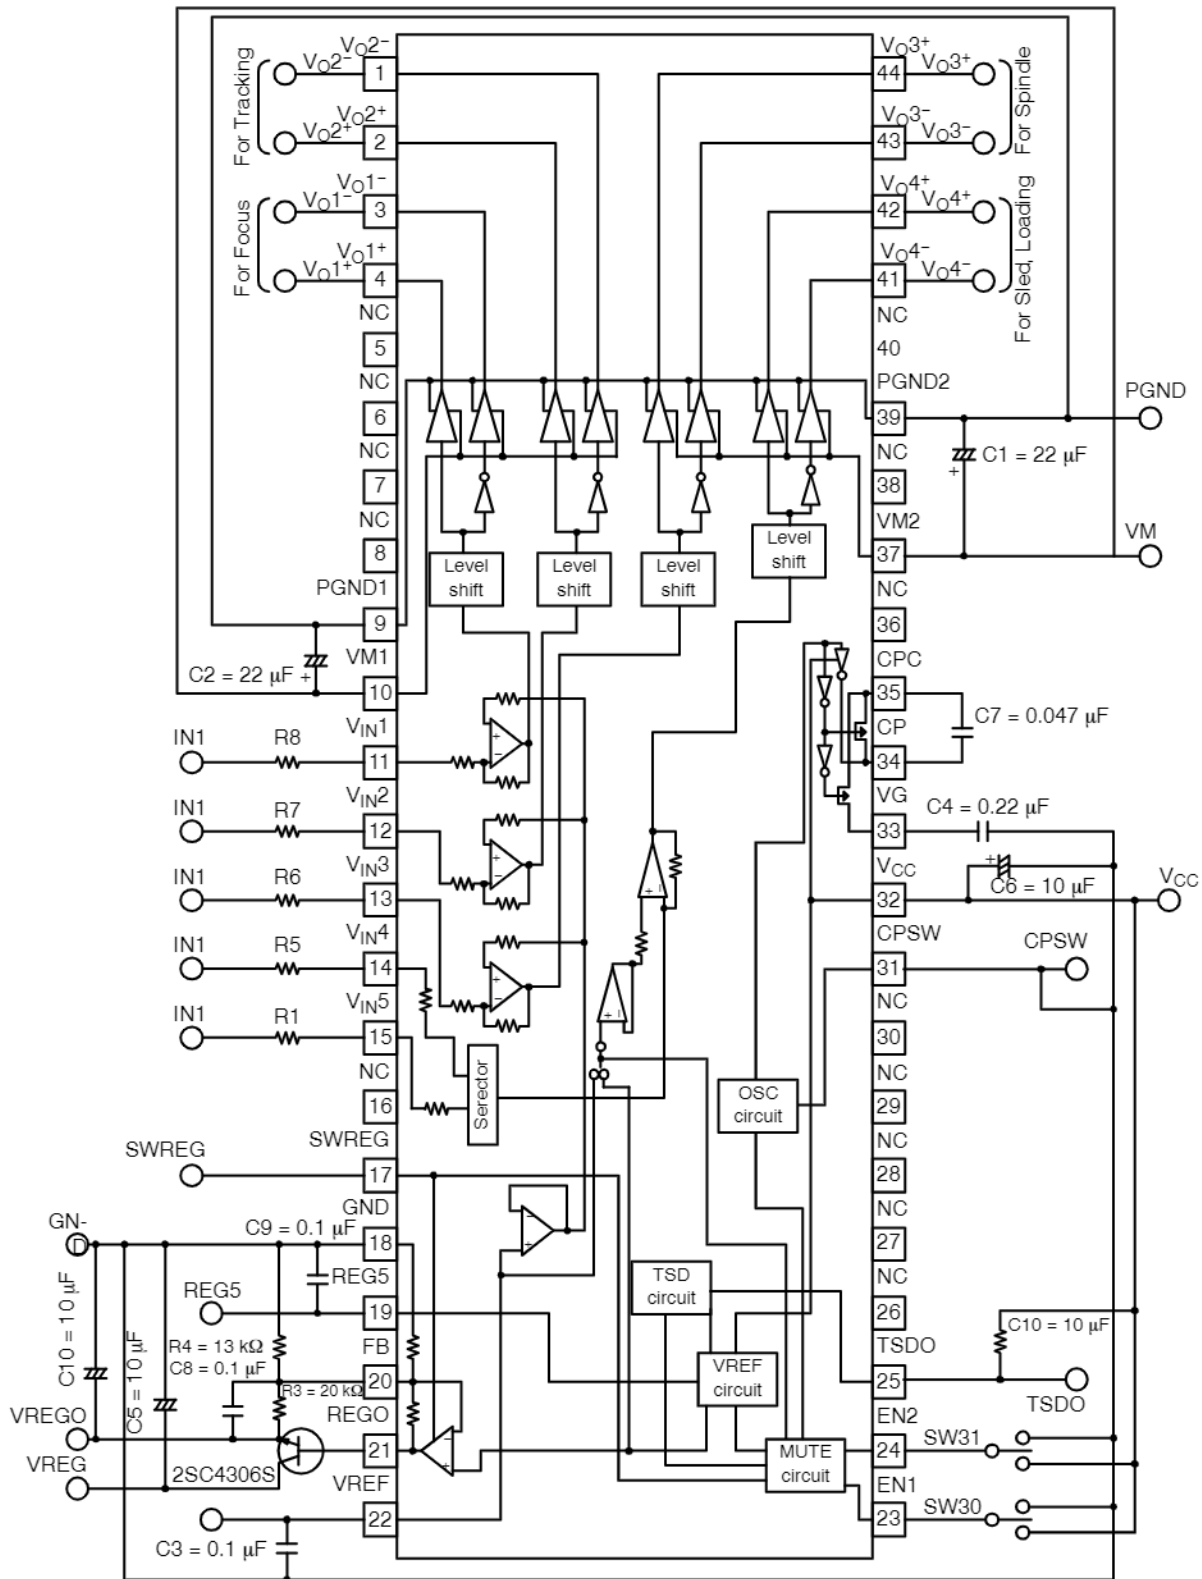 VO2-
VO2-
1
VO2+
VO2+
2
For Tracking
VO1-
VO1-
3
VO1+
VO1+
4
For Focus
NC
5
NC
6
NC
7
NC
8
PGND1
9
VM1
C2 = 22 µF +
10
VIN1
IN1
R8
11
VIN2
IN1
R7
12
VIN3
IN1
R6
13
VIN4
IN1
R5
14
VIN5
IN1
R1
15
NC
16
SWREG
SWREG
17
GND
GN-
D
C9 = 0.1 µF
18
REG5
REG5
19
C10 = 10 µF
C5 = 10 µF
R4 = 13 kΩ
C8 = 0.1 µF
FB
R3 = 20 kΩ
20
REGO
VREGO
21
VREG
2SC4306S
VREF
22
C3 = 0.1 µF
Level
shift
Level
shift
Level
shift
Level
shift
+
−
+
−
+
−
+ −
+ −
Serector
−
+
−
+
OSC
circuit
TSD
circuit
VREF
circuit
MUTE
circuit
VO3+
44
VO3+
VO3-
43
VO3-
For Spindle
VO4+
42
VO4+
VO4-
41
VO4-
For Sled, Loading
NC
40
PGND2
PGND
39
NC
C1 = 22 µF
+
38
VM2
VM
37
NC
36
CPC
35
C7 = 0.047 µF
CP
34
VG
C4 = 0.22 µF
33
VCC
+
C6 = 10 µF
VCC
32
CPSW
CPSW
31
NC
30
NC
29
NC
28
NC
27
NC
26
C10 = 10 µF
TSDO
25
TSDO
EN2
24
SW31
EN1
23
SW30